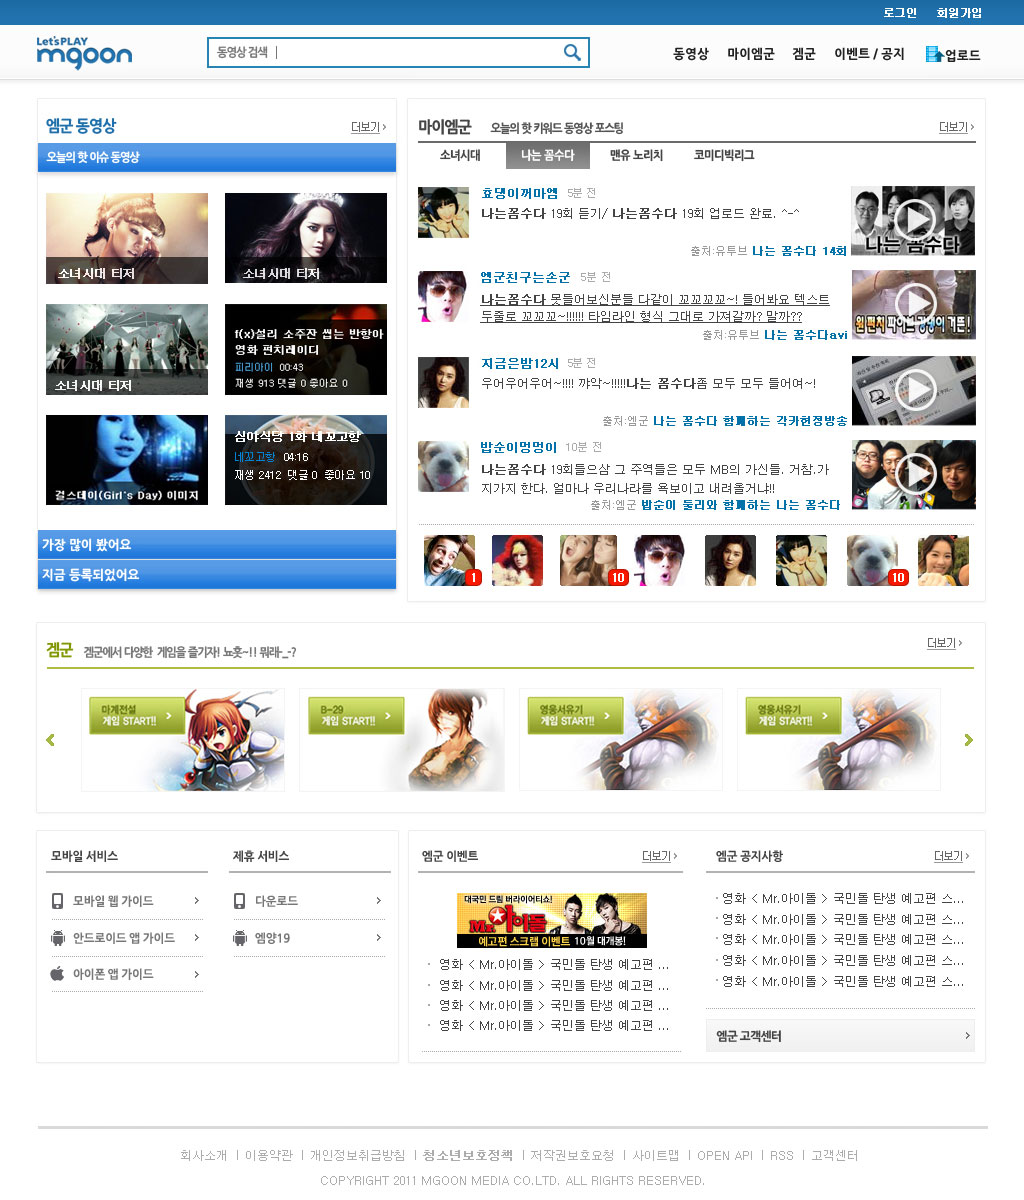 로그인 회원가입
Let'sPLAY
mgoon
동영상 검색
동영상 마이엠군 겜군 이벤트 / 공지 업로드
엠군 동영상 더보기
오늘의 핫 이슈 동영상
소녀시대 티저
소녀시대 티저
소녀시대 티저
f(x)설리 소주잔 씹는 반항아
영화 펀치레이디
피리아이 00:43
재생 913 댓글 0 좋아요 0
걸스데이(Girl's Day) 이미지
심야식당 1화 네꼬고항
네꼬고항 04:16
재생 2412 댓글 0 좋아요 10
가장 많이 봤어요
지금 등록되었어요
마이엠군 오늘의 핫 키워드 동영상 포스팅 더보기
소녀시대 나는 꼼수다 맨유 노리치 코미디빅리그
효댕이꺼마엠 5분 전
나는꼼수다 19회 듣기/ 나는꼼수다 19회 업로드 완료. ^-^
출처:유투브 나는 꼼수다 14회
나는 꼼수다
엠군친구는손군 5분 전
나는꼼수다 못들어보신분들 다같이 꼬꼬꼬꼬~! 들어봐요 텍스트
두줄로 꼬꼬꼬~!!!!!! 타임라인 형식 그대로 가져갈까? 말까??
출처:유투브 나는 꼼수다avi
지금은밤12시 5분 전
우어우어우어~!!!! 꺄악~!!!!!나는 꼼수다좀 모두 모두 들어여~!
출처:엠군 나는 꼼수다 함께하는 각카헌정방송
밥순이멍멍이 10분 전
나는꼼수다 19회들으삼 그 주역들은 모두 MB의 가신들. 거참.가
지가지 한다. 얼마나 우리나라를 욕보이고 내려올거냐!!
출처:엠군 밥순이 둘리와 함께하는 나는 꼼수다
1 10 10
겜군 겜군에서 다양한 게임을 즐기자! 뇨홋~!! 뭐래-_-? 더보기
마계전설
게임 START!!
B-29
게임 START!!
영웅서유기
게임 START!!
영웅서유기
게임 START!!
모바일 서비스
모바일 웹 가이드
안드로이드 앱 가이드
아이폰 앱 가이드
제휴 서비스
다운로드
엠양19
엠군 이벤트 더보기
대국민 드림 버라이어티쇼!
Mr.아이돌
예고편 스크랩 이벤트 10월 대개봉!
· 영화 < Mr.아이돌 > 국민돌 탄생 예고편 ...
· 영화 < Mr.아이돌 > 국민돌 탄생 예고편 ...
· 영화 < Mr.아이돌 > 국민돌 탄생 예고편 ...
· 영화 < Mr.아이돌 > 국민돌 탄생 예고편 ...
엠군 공지사항 더보기
· 영화 < Mr.아이돌 > 국민돌 탄생 예고편 스...
· 영화 < Mr.아이돌 > 국민돌 탄생 예고편 스...
· 영화 < Mr.아이돌 > 국민돌 탄생 예고편 스...
· 영화 < Mr.아이돌 > 국민돌 탄생 예고편 스...
· 영화 < Mr.아이돌 > 국민돌 탄생 예고편 스...
엠군 고객센터
회사소개 | 이용약관 | 개인정보취급방침 | 청소년보호정책 | 저작권보호요청 | 사이트맵 | OPEN API | RSS | 고객센터
COPYRIGHT 2011 MGOON MEDIA CO.LTD. ALL RIGHTS RESERVED.